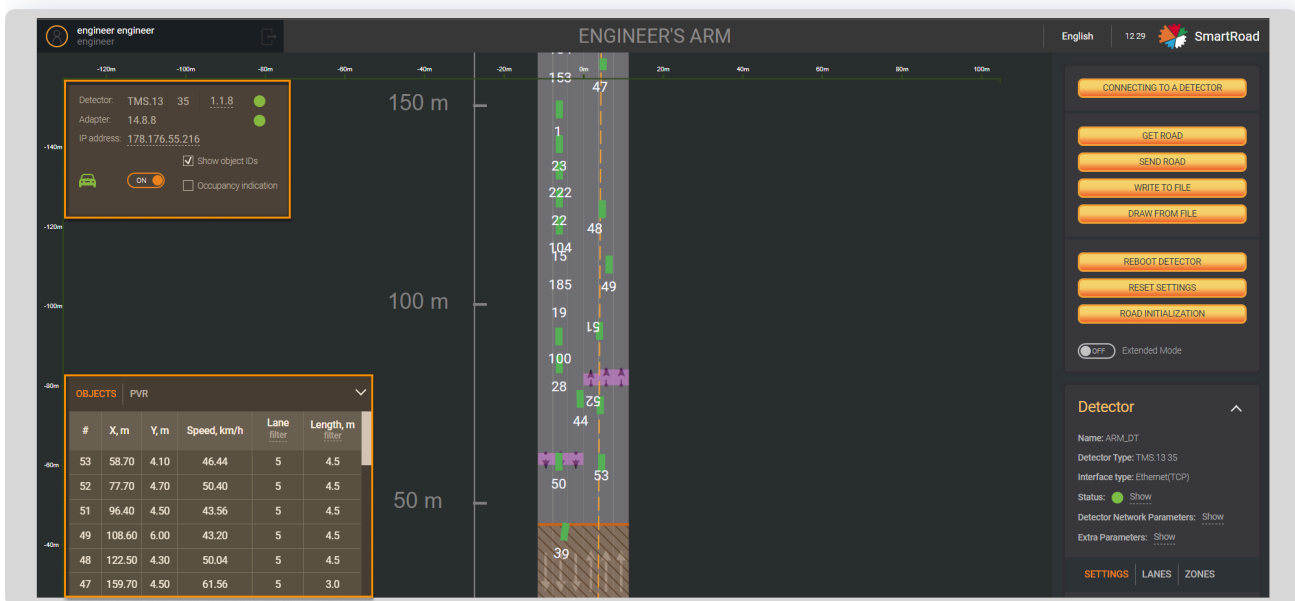 engineer engineer
engineer
ENGINEER'S ARM
English
12 29
SmartRoad
-120m -100m -80m -60m -40m -20m 0m 20m 40m 60m 80m 100m
-140m
-120m
-100m
-80m
-60m
-40m
Detector: TMS.13 35 1.1.8
Adapter: 14.8.8
IP address: 178.176.55.216
Show object IDs
ON
Occupancy indication
150 m
100 m
50 m
153
47
1
23
222
22
48
104
15
185
49
19
51
100
28
52
44
50
53
39
OBJECTS PVR
# X, m Y, m Speed, km/h Lane filter Length, m filter
53 58.70 4.10 46.44 5 4.5
52 77.70 4.70 50.40 5 4.5
51 96.40 4.50 43.56 5 4.5
49 108.60 6.00 43.20 5 4.5
48 122.50 4.30 50.04 5 4.5
47 159.70 4.50 61.56 5 3.0
CONNECTING TO A DETECTOR
GET ROAD
SEND ROAD
WRITE TO FILE
DRAW FROM FILE
REBOOT DETECTOR
RESET SETTINGS
ROAD INITIALIZATION
OFF Extended Mode
Detector
Name: ARM_DT
Detector Type: TMS.13 35
Interface type: Ethernet(TCP)
Status: Show
Detector Network Parameters: Show
Extra Parameters: Show
SETTINGS LANES ZONES